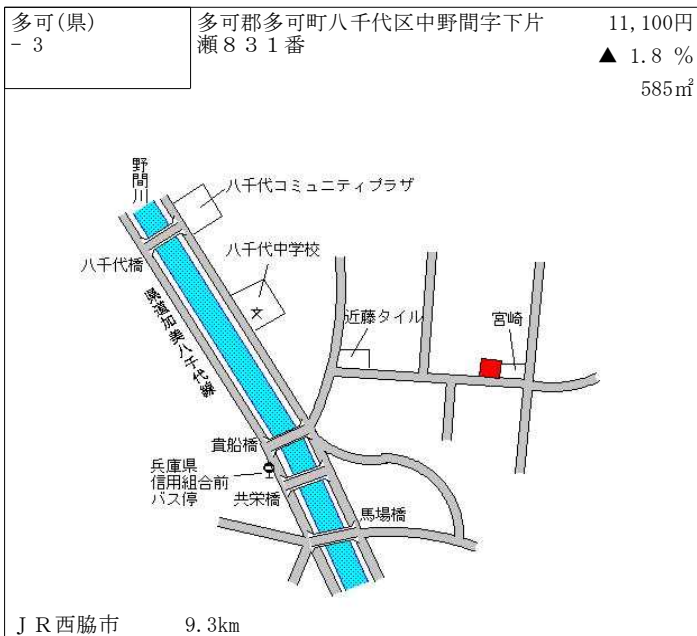 多可(県)
- 3
多可郡多可町八千代区中野間字下片
瀬８３１番
11,100円
▲ 1.8 %
585㎡
野間川
八千代コミュニティプラザ
八千代橋
八千代中学校
文
県道加美八千代線
近藤タイル
宮崎
貴船橋
兵庫県
信用組合前
バス停
共栄橋
馬場橋
ＪＲ西脇市 9.3km